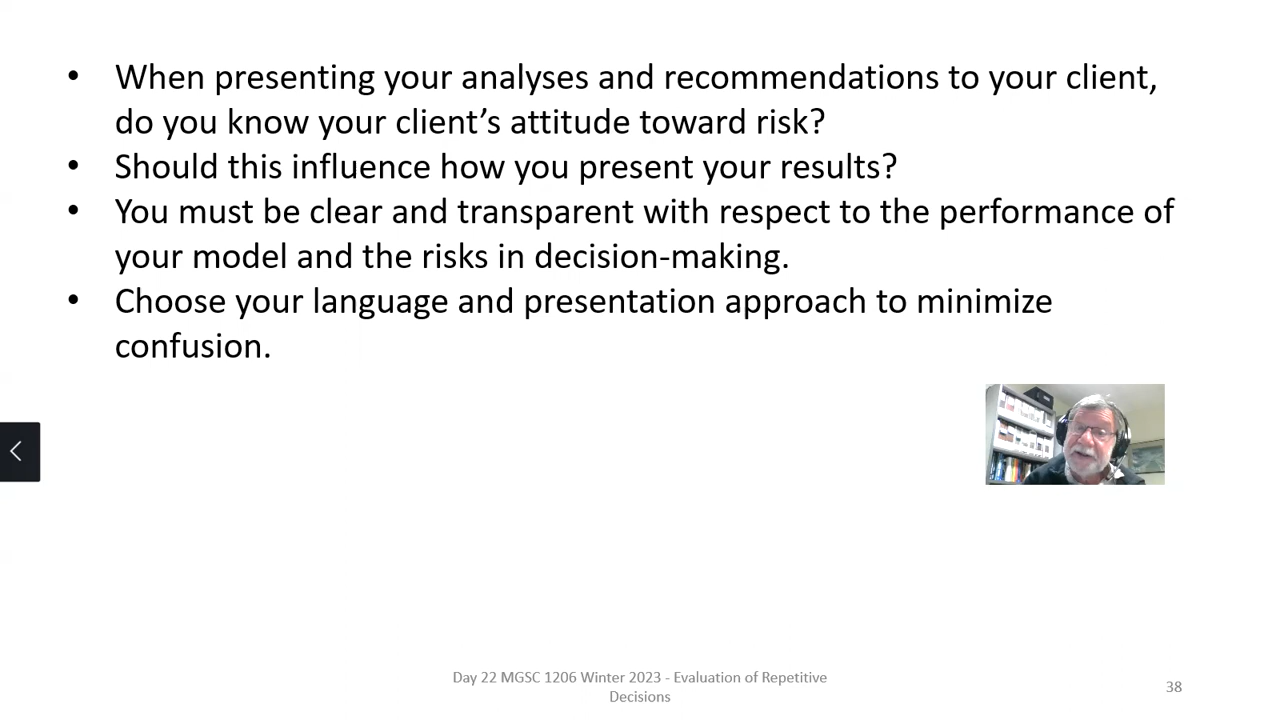 • When presenting your analyses and recommendations to your client,
do you know your client’s attitude toward risk?
• Should this influence how you present your results?
• You must be clear and transparent with respect to the performance of
your model and the risks in decision-making.
• Choose your language and presentation approach to minimize
confusion.
Day 22 MGSC 1206 Winter 2023 - Evaluation of Repetitive
Decisions
38